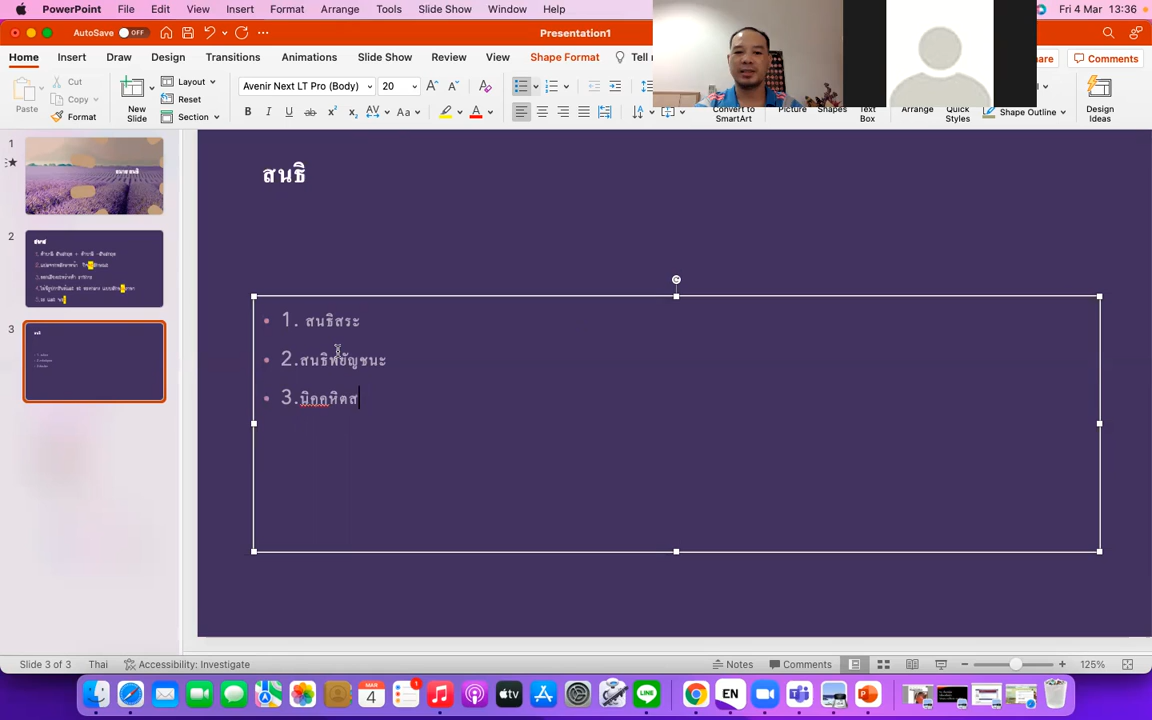 PowerPoint File Edit View Insert Format Arrange Tools Slide Show Window Help
Fri 4 Mar 13:36
AutoSave OFF
Presentation1
Home Insert Draw Design Transitions Animations Slide Show Review View Shape Format
Comments
Paste
Cut
Copy
Format
New Slide
Layout
Reset
Section
Avenir Next LT Pro (Body) 20
Convert to SmartArt
Picture
Shapes
Text Box
Arrange
Quick Styles
Shape Outline
Design Ideas
1
2
3
สนธิ
1. สนธิสระ
2.สนธิพยัญชนะ
3.นิคคหิตส
Slide 3 of 3 Thai Accessibility: Investigate
Notes Comments 125%
EN